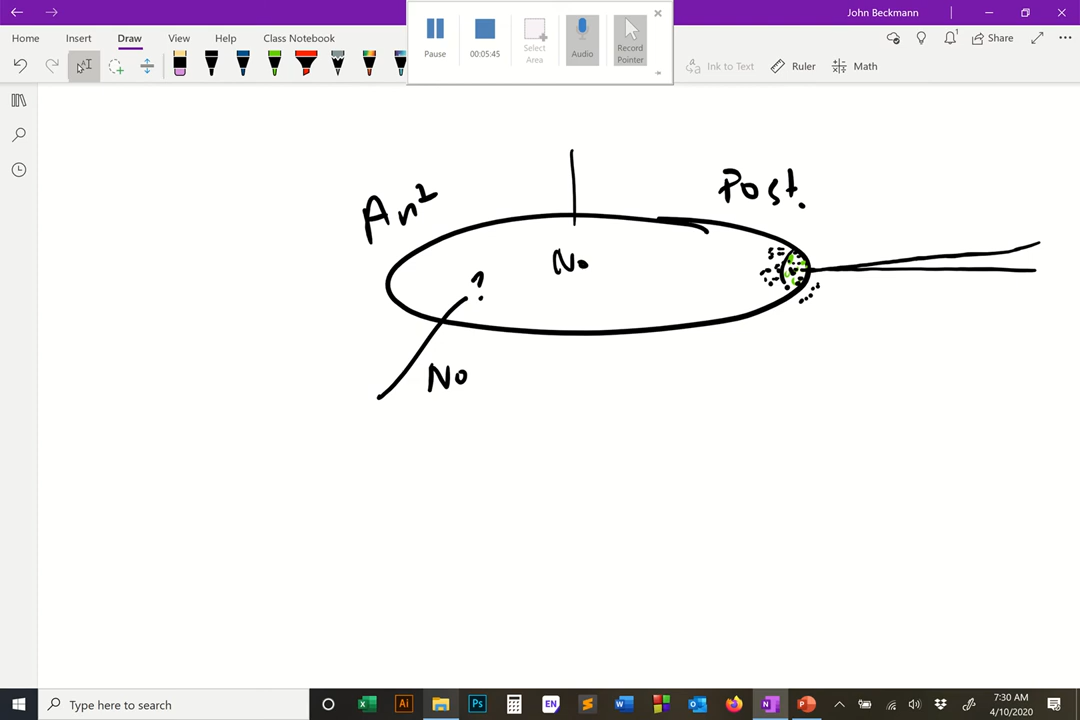 John Beckmann
Home Insert Draw View Help Class Notebook
Share
Pause 00:05:45 Select Area Audio Record Pointer
Ink to Text Ruler Math
Ant
Post.
No
?
No
Type here to search
Ai Ps EN
7:30 AM
4/10/2020